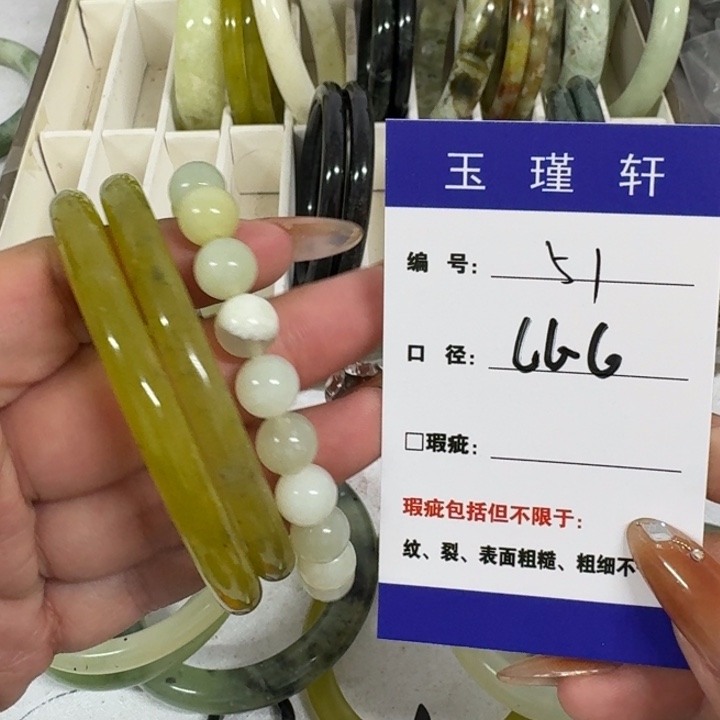 玉瑾轩
编号：51
口径：666
□瑕疵：
瑕疵包括但不限于：
纹、裂、表面粗糙、粗细不